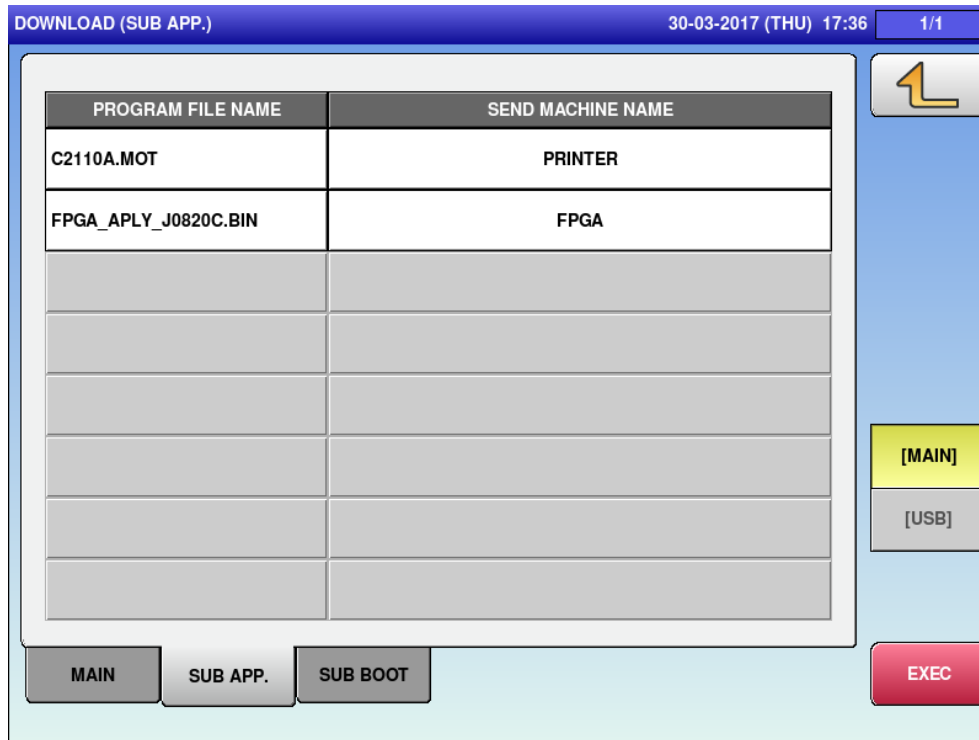 DOWNLOAD (SUB APP.) 30-03-2017 (THU) 17:36 1/1
PROGRAM FILE NAME SEND MACHINE NAME
C2110A.MOT PRINTER
FPGA_APLY_J0820C.BIN FPGA
[MAIN]
[USB]
MAIN SUB APP. SUB BOOT EXEC